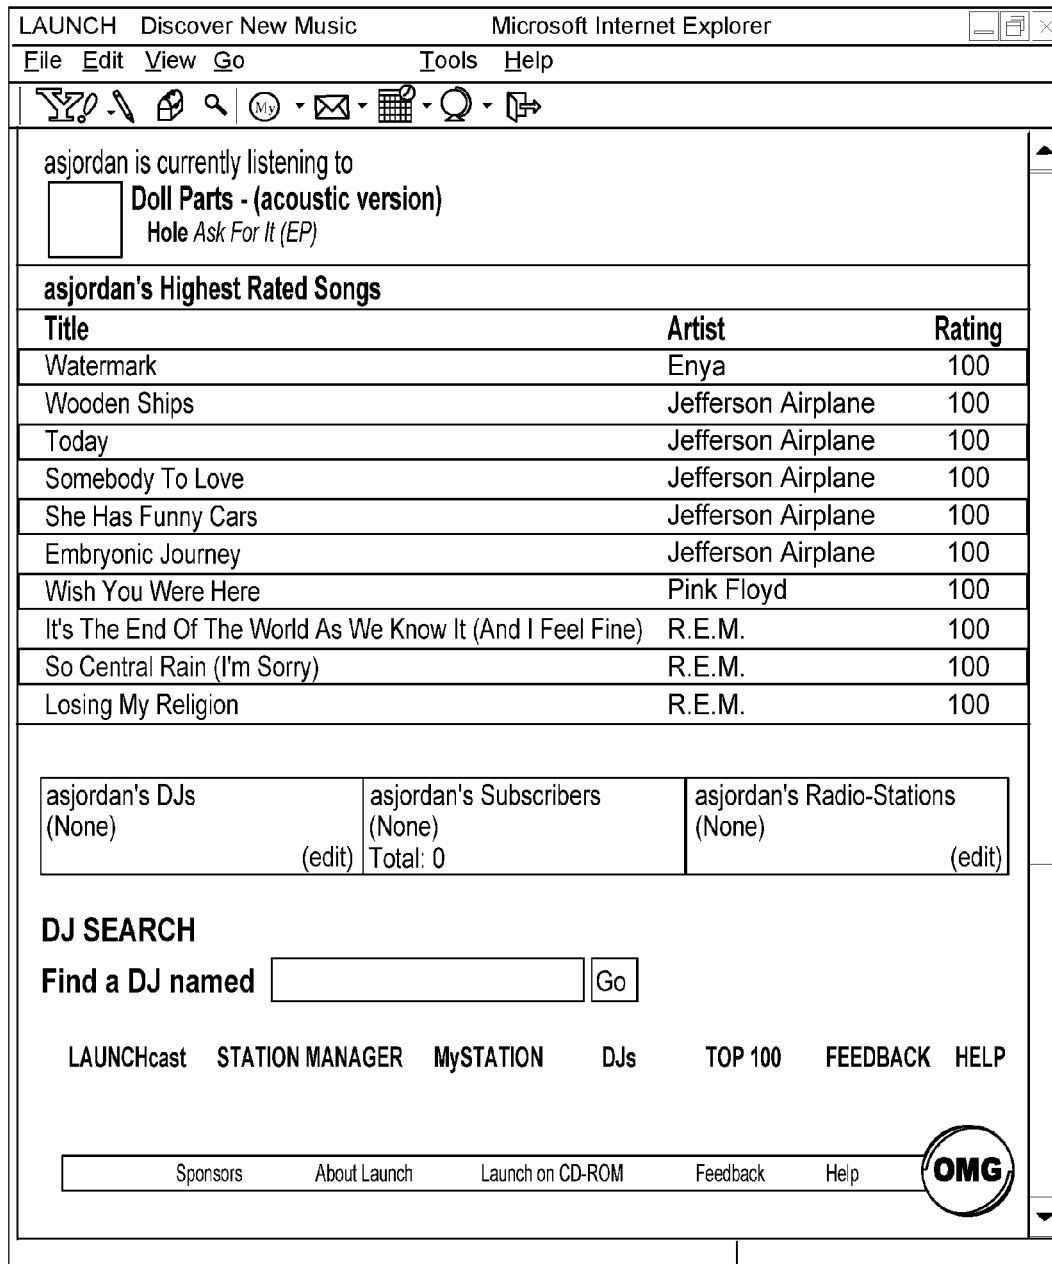 LAUNCH Discover New Music Microsoft Internet Explorer
File Edit View Go Tools Help
Y! My
asjordan is currently listening to
Doll Parts - (acoustic version)
Hole Ask For It (EP)
asjordan's Highest Rated Songs
Title Artist Rating
Watermark Enya 100
Wooden Ships Jefferson Airplane 100
Today Jefferson Airplane 100
Somebody To Love Jefferson Airplane 100
She Has Funny Cars Jefferson Airplane 100
Embryonic Journey Jefferson Airplane 100
Wish You Were Here Pink Floyd 100
It's The End Of The World As We Know It (And I Feel Fine) R.E.M. 100
So Central Rain (I'm Sorry) R.E.M. 100
Losing My Religion R.E.M. 100
asjordan's DJs asjordan's Subscribers asjordan's Radio-Stations
(None) (None) (None)
(edit) Total: 0 (edit)
DJ SEARCH
Find a DJ named Go
LAUNCHcast STATION MANAGER MySTATION DJs TOP 100 FEEDBACK HELP
Sponsors About Launch Launch on CD-ROM Feedback Help OMG